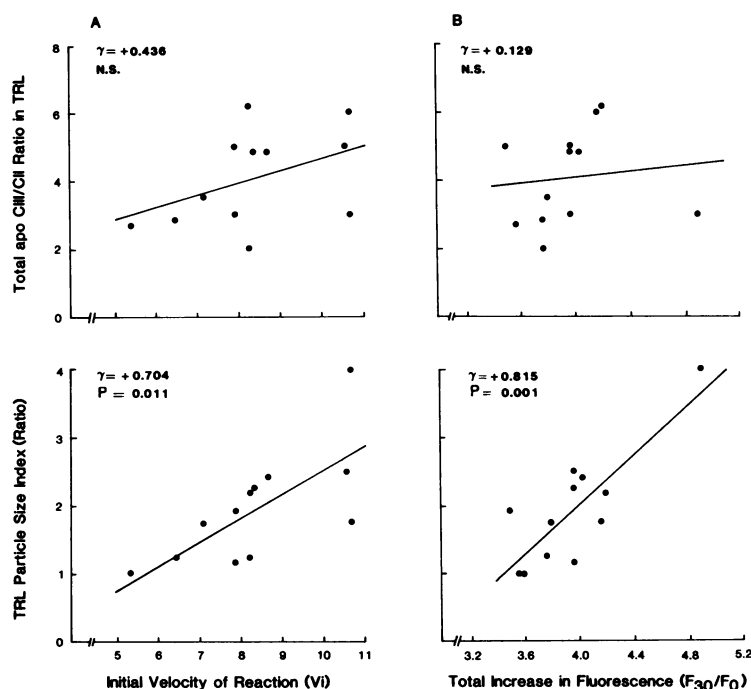 A
B
γ = +0.436
N.S.
γ = + 0.129
N.S.
Total apo CIII/CII Ratio in TRL
8
6
4
2
0
γ = + 0.704
P = 0.011
γ = +0.815
P = 0.001
TRL Particle Size Index (Ratio)
4
3
2
1
0
5 6 7 8 9 10 11
3.2 3.6 4.0 4.4 4.8 5.2
Initial Velocity of Reaction (Vi)
Total Increase in Fluorescence (F30/F0)